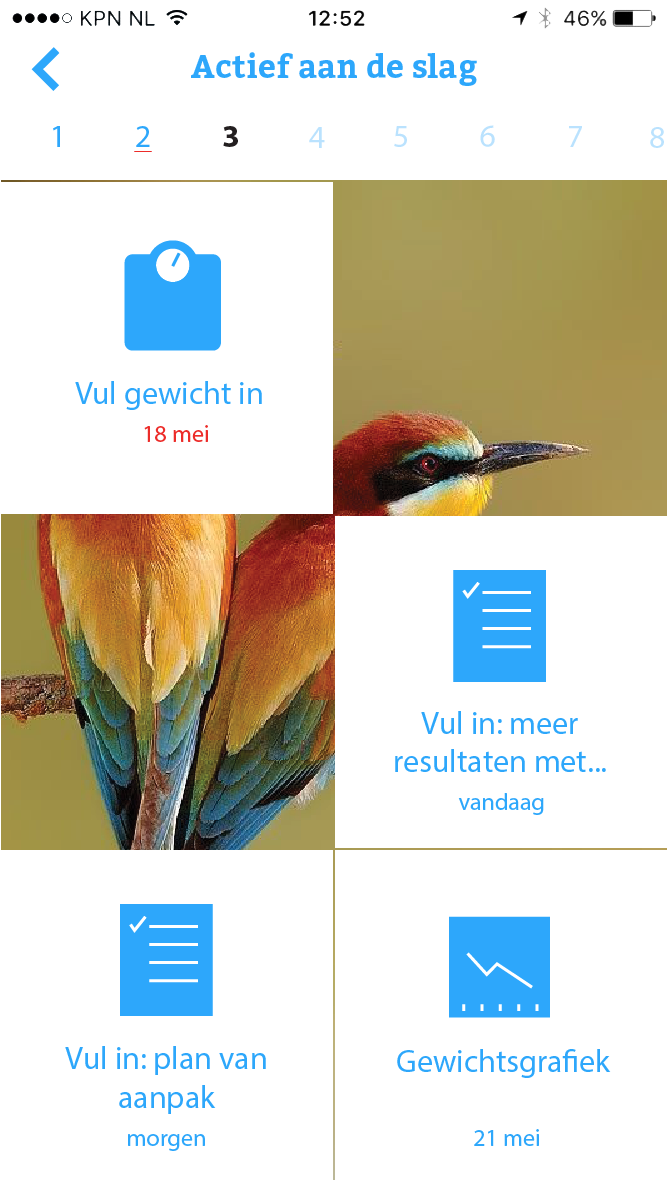 KPN NL 12:52 46%
Actief aan de slag
1 2 3 4 5 6 7 8
Vul gewicht in
18 mei
Vul in: meer
resultaten met...
vandaag
Vul in: plan van
aanpak
morgen
Gewichtsgrafiek
21 mei